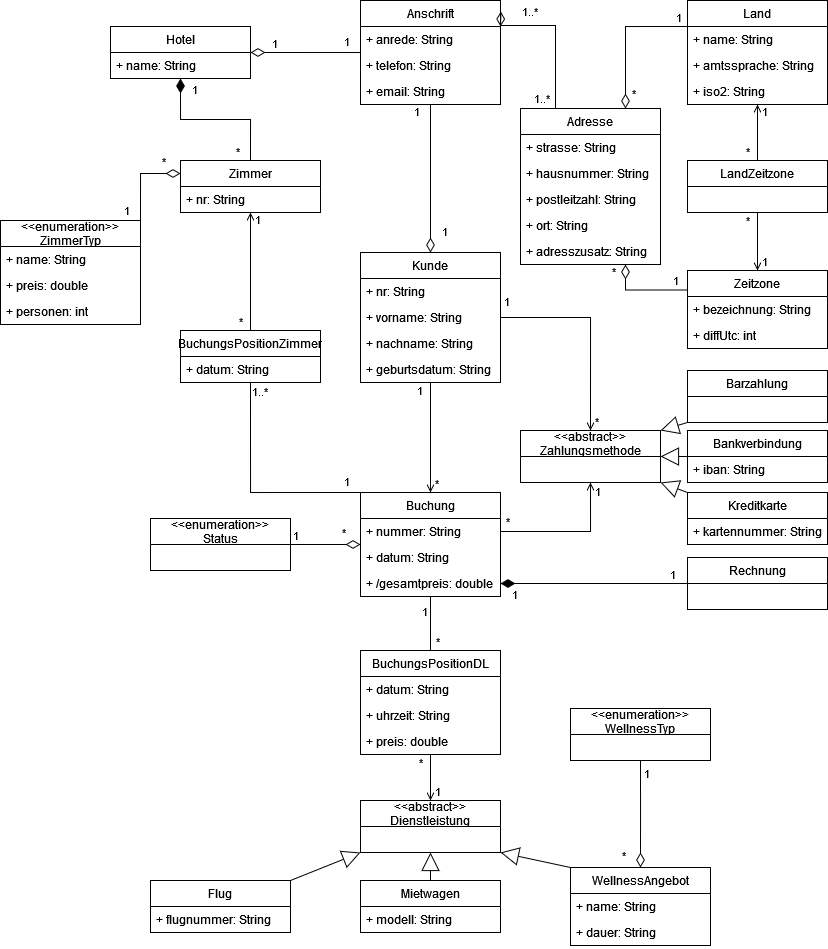 Anschrift
+ anrede: String
+ telefon: String
+ email: String
1..*
1..*
1
Land
+ name: String
+ amtssprache: String
+ iso2: String
Hotel
+ name: String
1
1
1
*
*
1
1
Adresse
+ strasse: String
+ hausnummer: String
+ postleitzahl: String
+ ort: String
+ adresszusatz: String
*
LandZeitzone
*
1
*
1
Zeitzone
+ bezeichnung: String
+ diffUtc: int
Zimmer
+ nr: String
*
1
<<enumeration>>
ZimmerTyp
+ name: String
+ preis: double
+ personen: int
1
*
BuchungsPositionZimmer
+ datum: String
1..*
1
1
Kunde
+ nr: String
+ vorname: String
+ nachname: String
+ geburtsdatum: String
1
1
*
*
<<abstract>>
Zahlungsmethode
1
*
Barzahlung
Bankverbindung
+ iban: String
Kreditkarte
+ kartennummer: String
Buchung
+ nummer: String
+ datum: String
+ /gesamtpreis: double
<<enumeration>>
Status
1
*
1
1
Rechnung
1
*
BuchungsPositionDL
+ datum: String
+ uhrzeit: String
+ preis: double
*
1
<<abstract>>
Dienstleistung
<<enumeration>>
WellnessTyp
1
*
Flug
+ flugnummer: String
Mietwagen
+ modell: String
WellnessAngebot
+ name: String
+ dauer: String